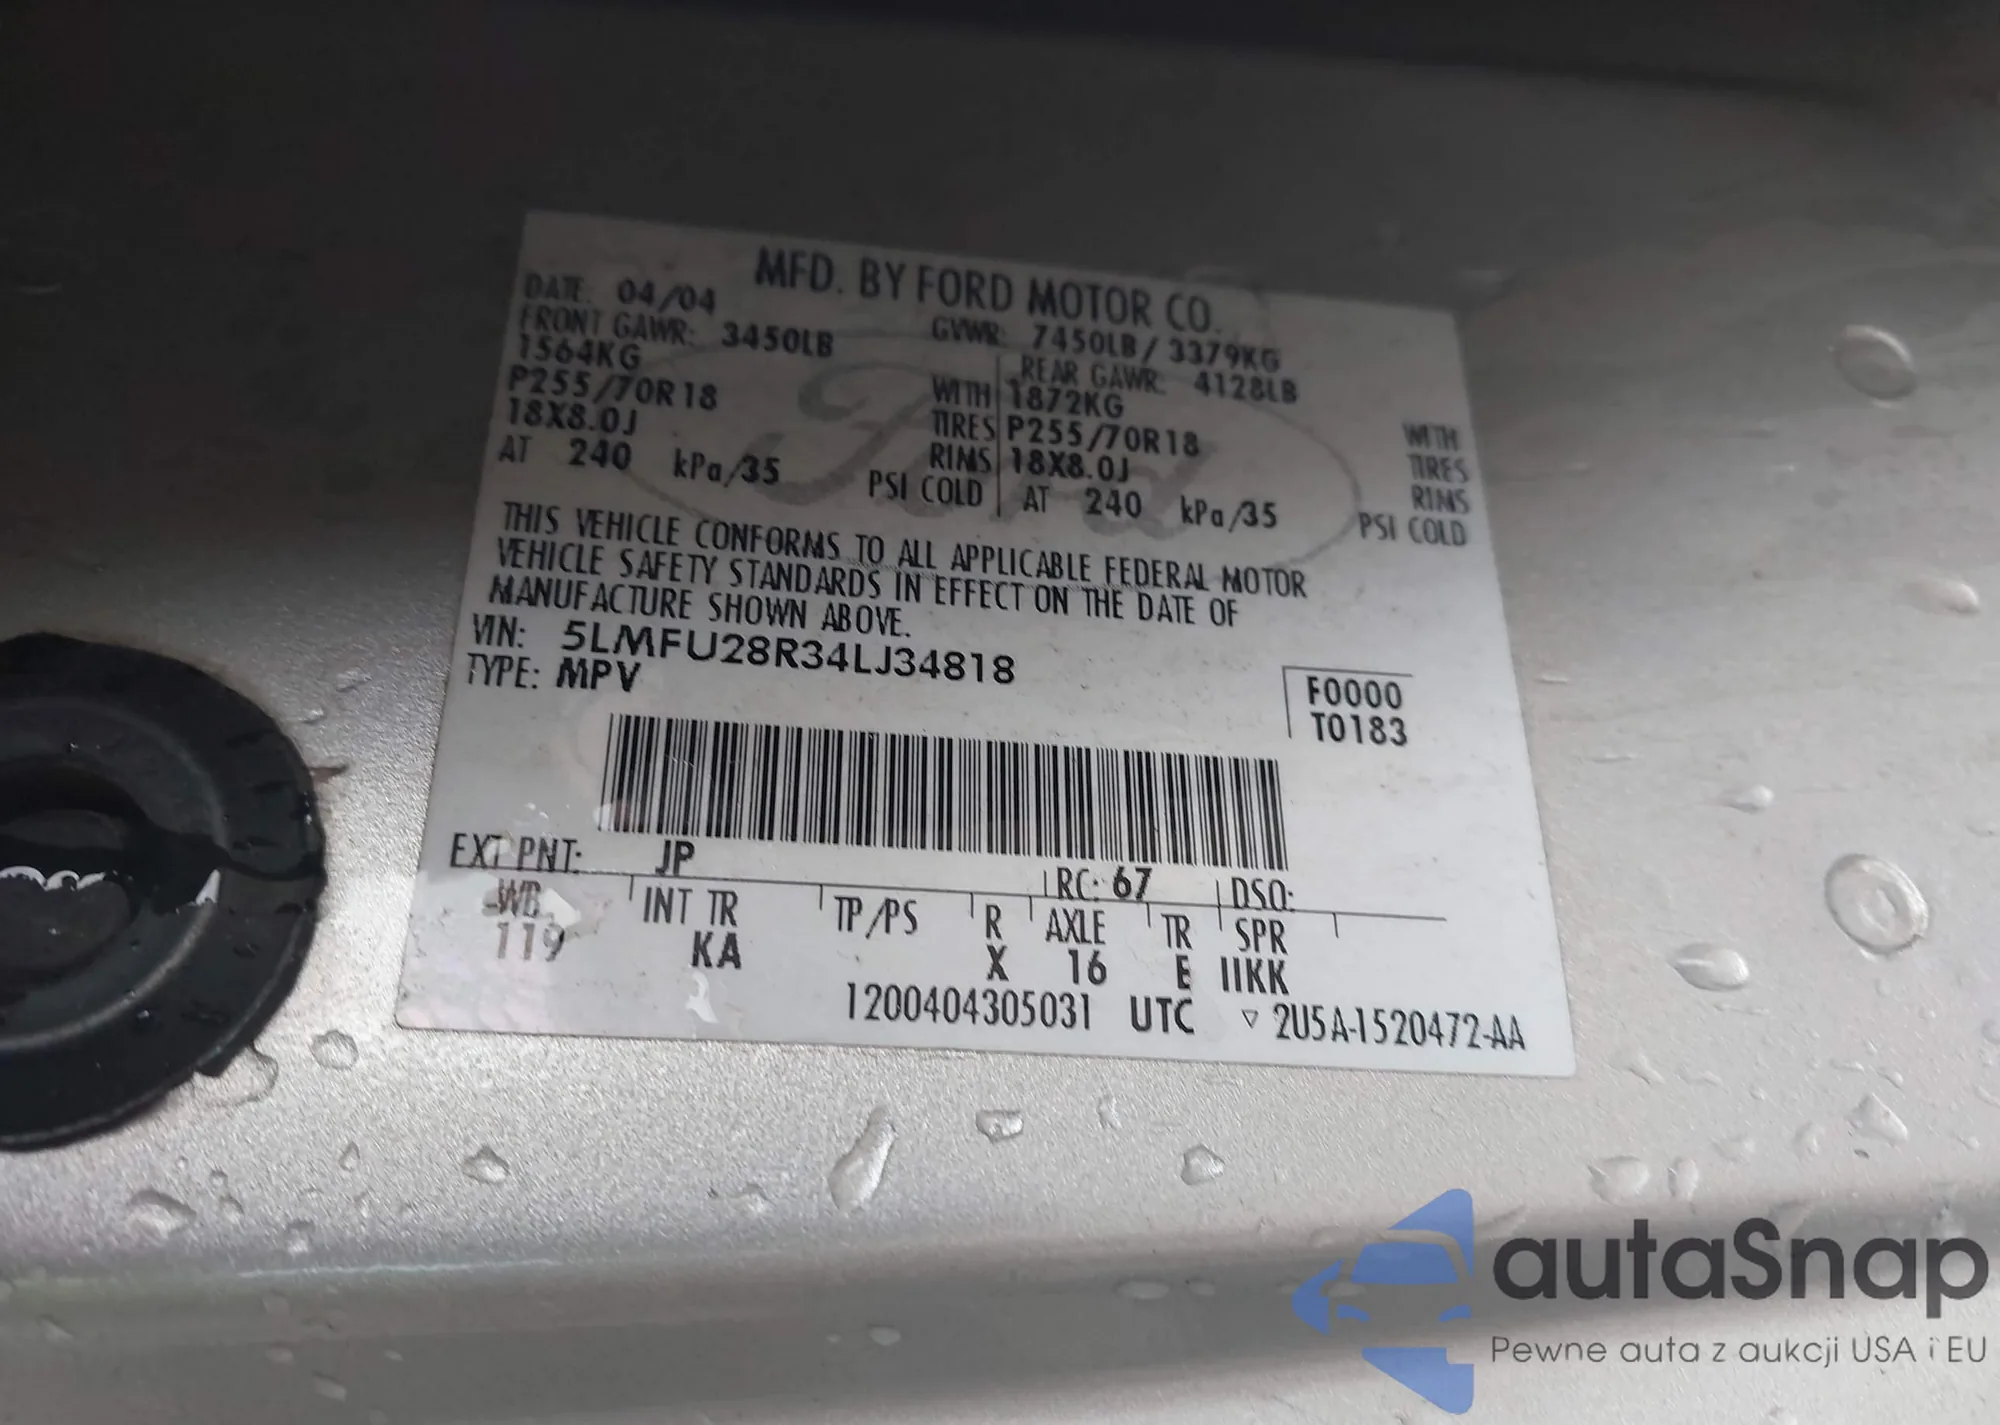 MFD. BY FORD MOTOR CO.
DATE: 04/04 GVWR: 7450LB / 3379KG
FRONT GAWR: 3450LB REAR GAWR: 4128LB
1564KG WITH 1872KG WITH
P255/70R18 TIRES P255/70R18 TIRES
18X8.0J RIMS 18X8.0J RIMS
AT 240 kPa/35 PSI COLD AT 240 kPa/35 PSI COLD
THIS VEHICLE CONFORMS TO ALL APPLICABLE FEDERAL MOTOR
VEHICLE SAFETY STANDARDS IN EFFECT ON THE DATE OF
MANUFACTURE SHOWN ABOVE.
VIN: 5LMFU28R34LJ34818
TYPE: MPV
F0000
T0183
EXT PNT: JP RC: 67 DSO:
WB INT TR TP/PS R AXLE TR SPR
119 KA X 16 E IIKK
1200404305031 UTC ▽ 2U5A-1520472-AA
Ford
autaSnap
Pewne auta z aukcji USA i EU